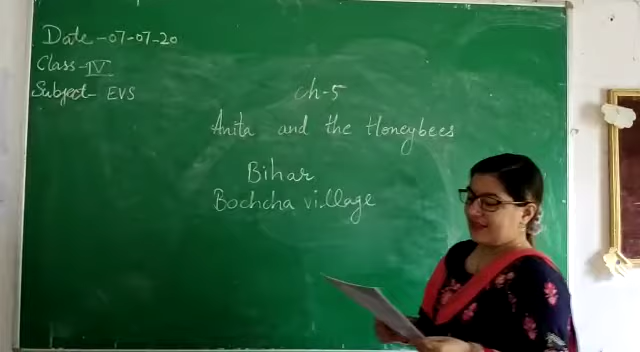 Date - 07-07-20
Class - IV
Subject - EVS
Ch-5
Anita and the Honeybees
Bihar
Bochcha village